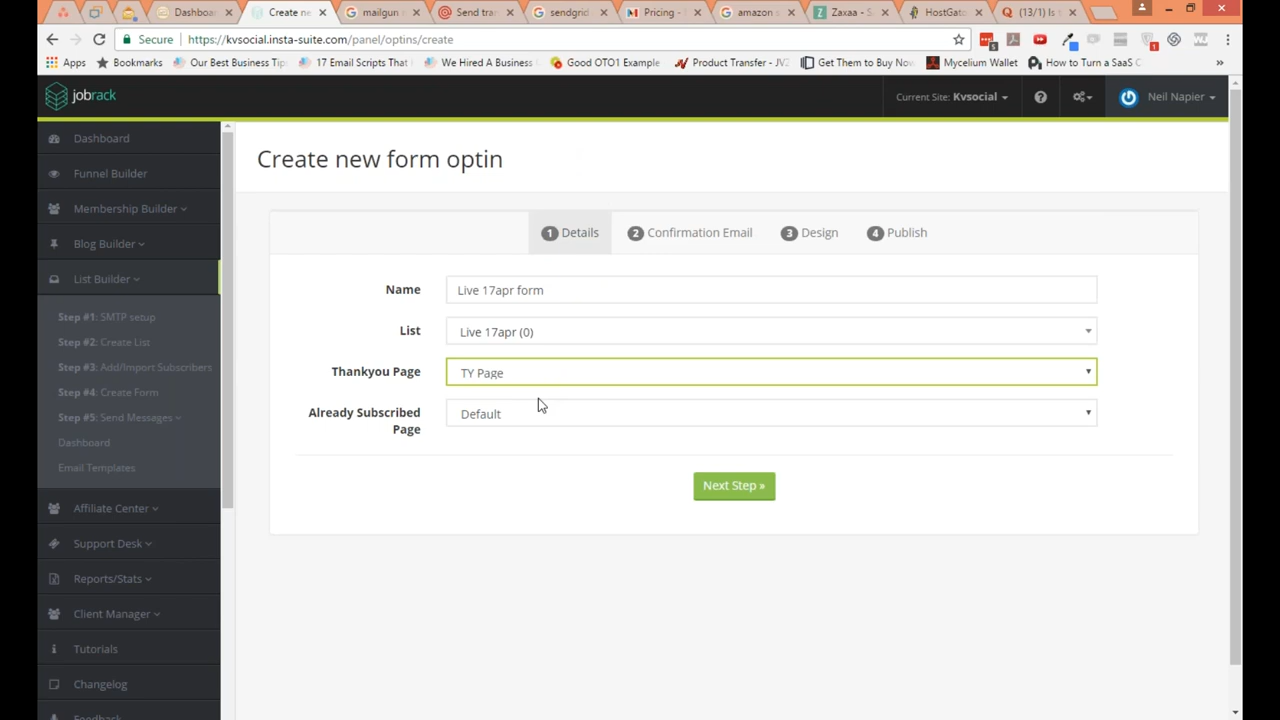 Dashboa
Create ne
mailgun
Send tra
sendgrid
Pricing -
amazon s
Zaxaa - S
HostGat
(13/1) Is
Secure
https://kvsocial.insta-suite.com/panel/optins/create
Apps
Bookmarks
Our Best Business Tip
17 Email Scripts That
We Hired A Business
Good OTO1 Example
Product Transfer - JV
Get Them to Buy Now
Mycelium Wallet
How to Turn a SaaS C
»
jobrack
Current Site: Kvsocial
Neil Napier
Dashboard
Funnel Builder
Membership Builder
Blog Builder
List Builder
Step #1: SMTP setup
Step #2: Create List
Step #3: Add/Import Subscribers
Step #4: Create Form
Step #5: Send Messages
Dashboard
Email Templates
Affiliate Center
Support Desk
Reports/Stats
Client Manager
Tutorials
Changelog
Feedback
Create new form optin
1 Details
2 Confirmation Email
3 Design
4 Publish
Name
Live 17apr form
List
Live 17apr (0)
Thankyou Page
TY Page
Already Subscribed
Page
Default
Next Step »